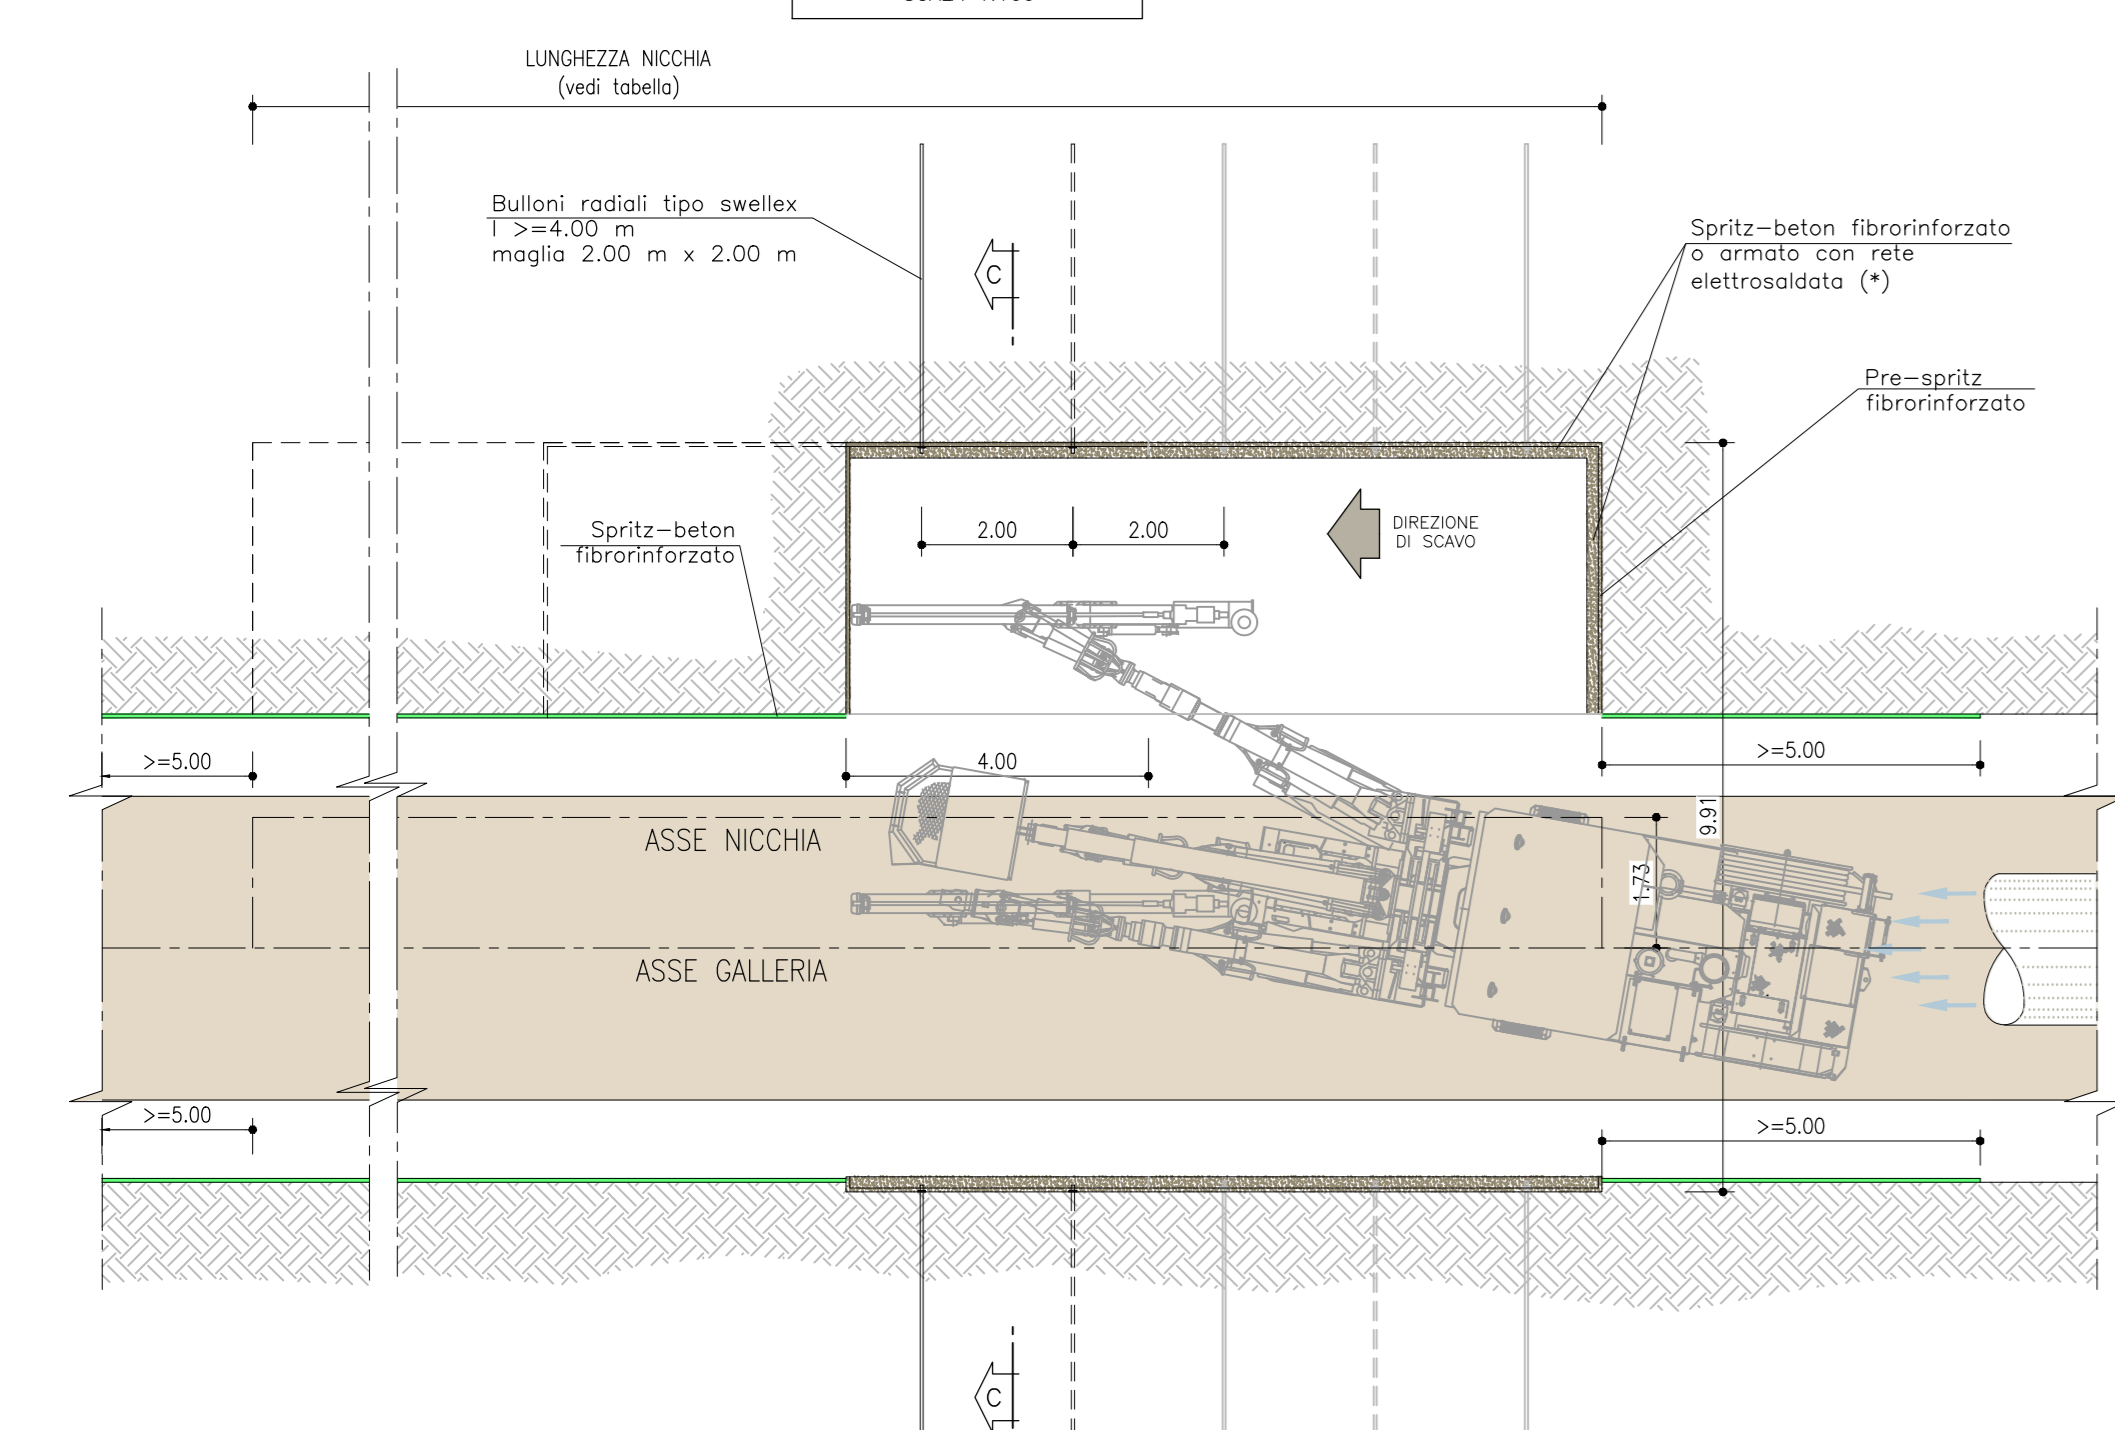 LUNGHEZZA NICCHIA
(vedi tabella)
Bulloni radiali tipo swellex
l >=4.00 m
maglia 2.00 m x 2.00 m
C
Spritz-beton fibrorinforzato
o armato con rete
elettrosaldata (*)
Pre-spritz
fibrorinforzato
Spritz-beton
fibrorinforzato
2.00
2.00
DIREZIONE
DI SCAVO
>=5.00
4.00
>=5.00
9.91
ASSE NICCHIA
1.73
ASSE GALLERIA
>=5.00
>=5.00
C